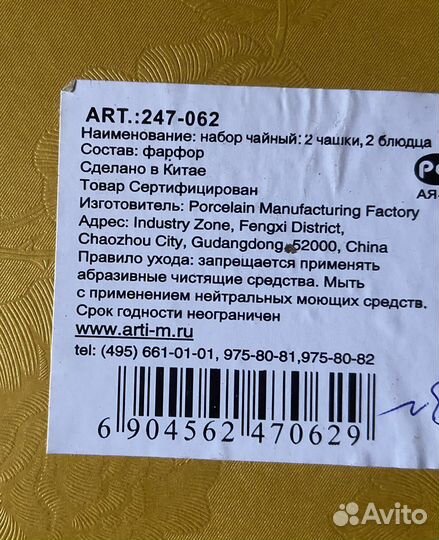 ART.:247-062
Наименование: набор чайный: 2 чашки, 2 блюдца
Состав: фарфор
Сделано в Китае
Товар Сертифицирован
Изготовитель: Porcelain Manufacturing Factory
Адрес: Industry Zone, Fengxi District,
Chaozhou City, Gudangdong 52000, China
Правило ухода: запрещается применять
абразивные чистящие средства. Мыть
с применением нейтральных моющих средств.
Срок годности неограничен
www.arti-m.ru
tel: (495) 661-01-01, 975-80-81,975-80-82
6 904562 470629
Avito